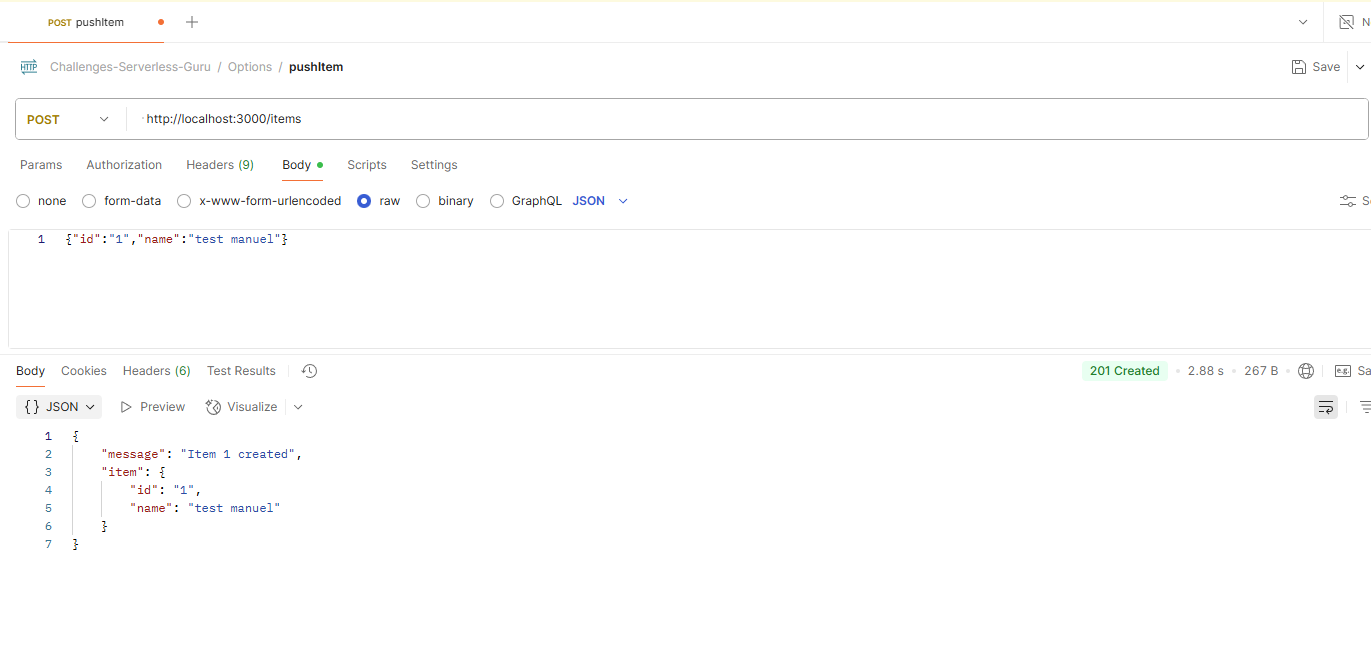 POST pushItem
N
HTTP Challenges-Serverless-Guru / Options / pushItem Save
POST http://localhost:3000/items
Params Authorization Headers (9) Body Scripts Settings
none form-data x-www-form-urlencoded raw binary GraphQL JSON
1 {"id":"1","name":"test manuel"}
Body Cookies Headers (6) Test Results 201 Created • 2.88 s • 267 B • e.g. Sa
{} JSON Preview Visualize
1 {
2 "message": "Item 1 created",
3 "item": {
4 "id": "1",
5 "name": "test manuel"
6 }
7 }